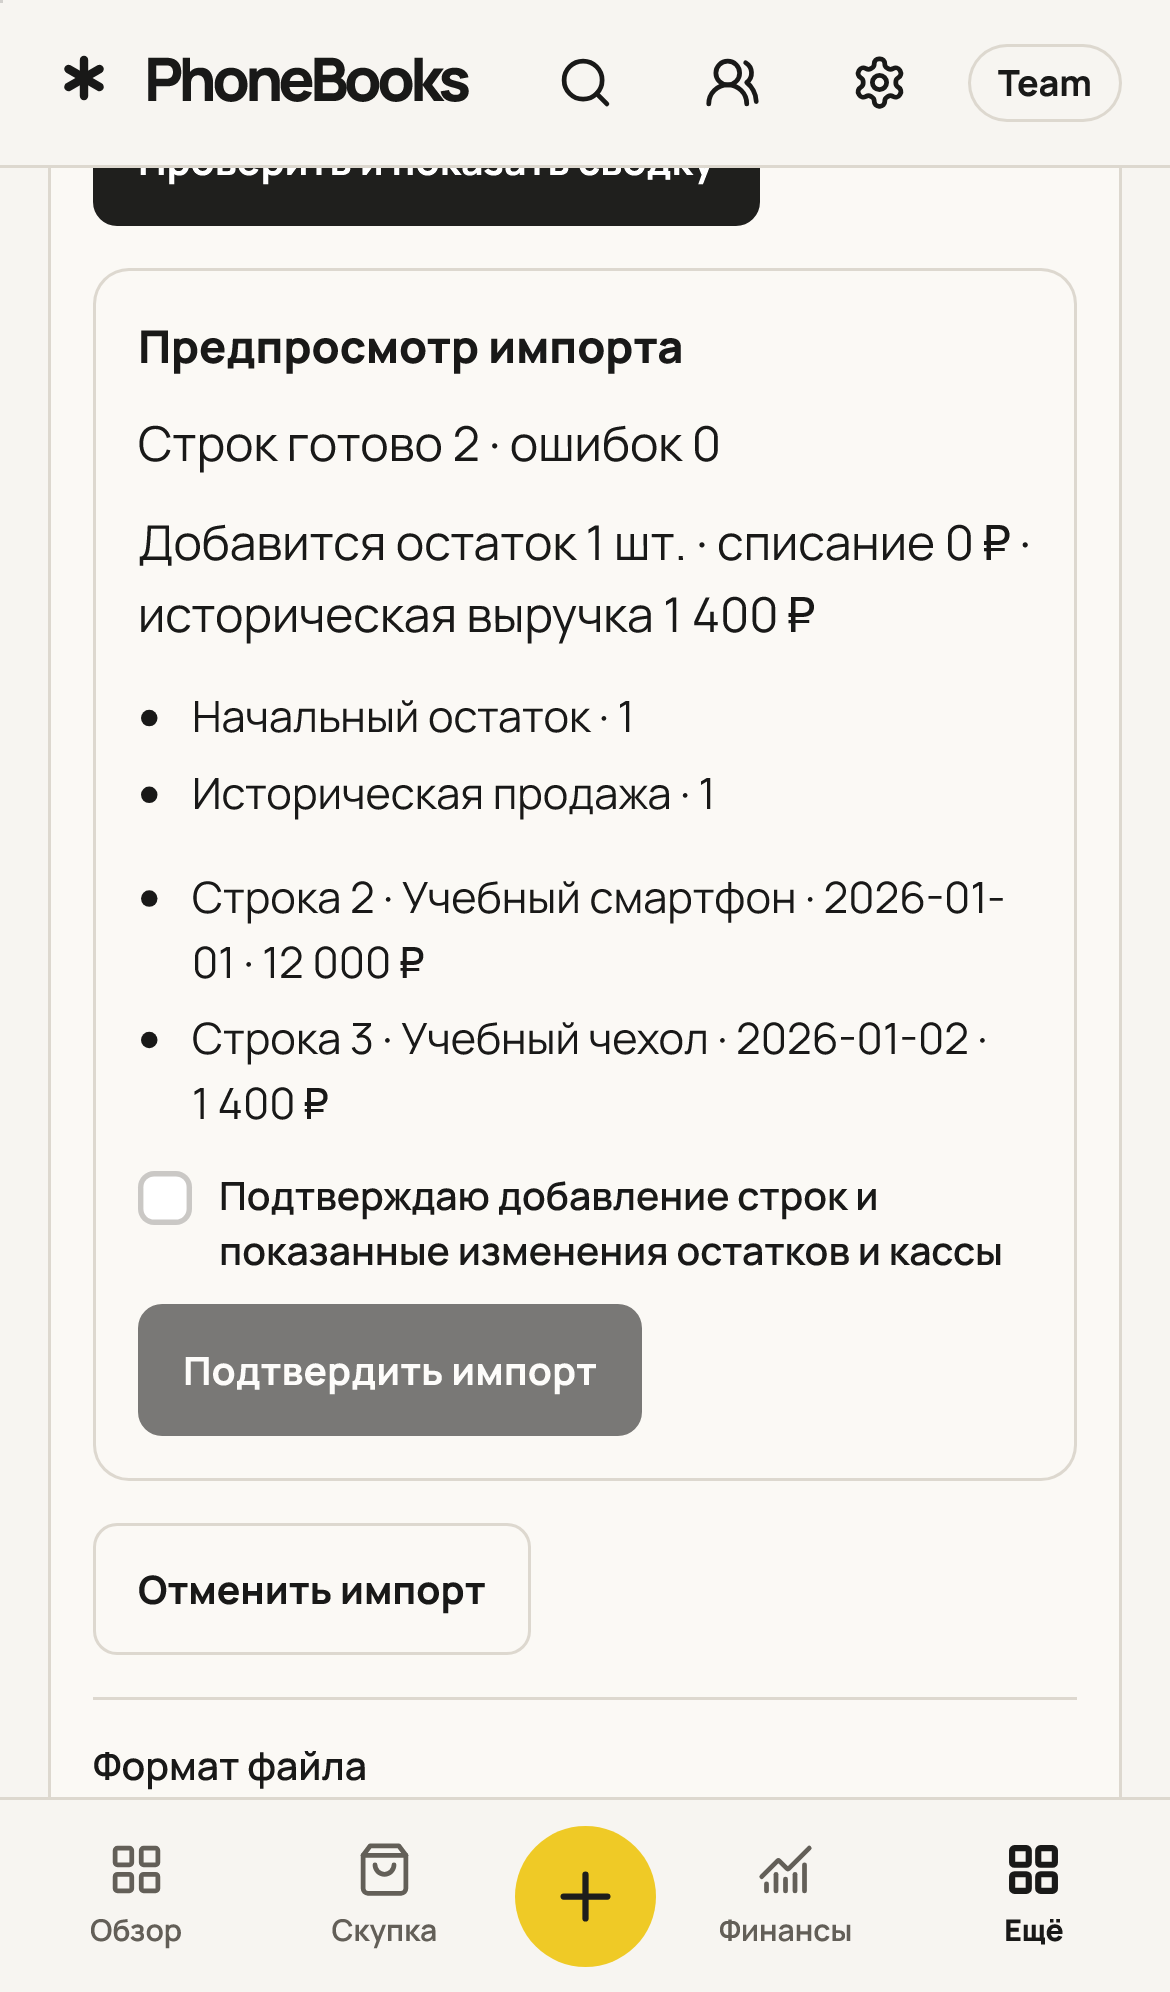 PhoneBooks
Team
Проверить и показать сводку
Предпросмотр импорта
Строк готово 2 · ошибок 0
Добавится остаток 1 шт. · списание 0 ₽ ·
историческая выручка 1 400 ₽
Начальный остаток · 1
Историческая продажа · 1
Строка 2 · Учебный смартфон · 2026-01-
01 · 12 000 ₽
Строка 3 · Учебный чехол · 2026-01-02 ·
1 400 ₽
Подтверждаю добавление строк и
показанные изменения остатков и кассы
Подтвердить импорт
Отменить импорт
Формат файла
Обзор
Скупка
Финансы
Ещё